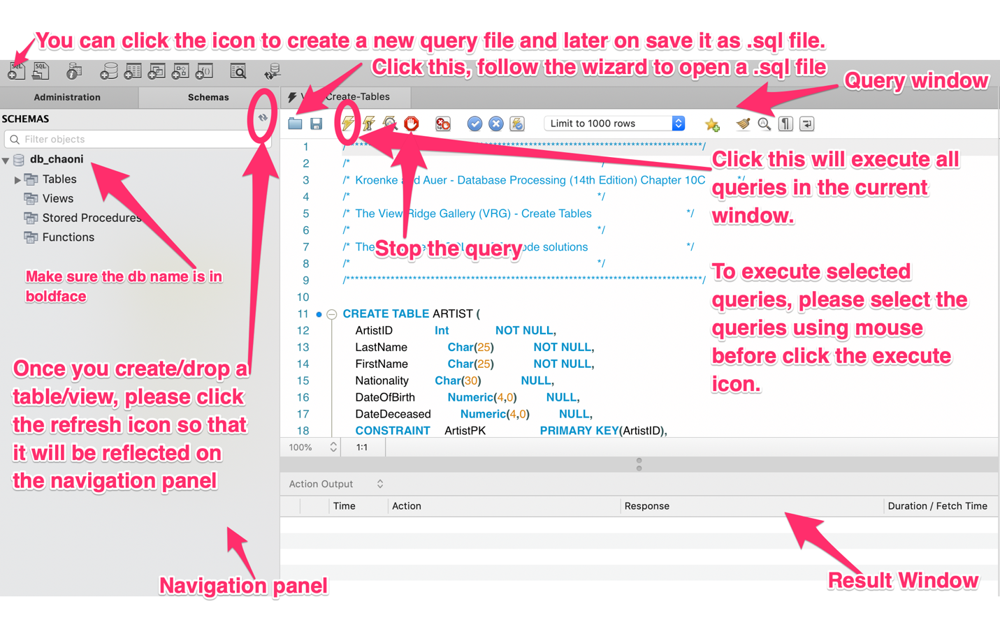 You can click the icon to create a new query file and later on save it as .sql file.
SQL SQL
Click this, follow the wizard to open a .sql file
Query window
Administration
Schemas
Create-Tables
SCHEMAS
Limit to 1000 rows
Filter objects
db_chaoni
Tables
Views
Stored Procedures
Functions
Make sure the db name is in
boldface
Once you create/drop a
table/view, please click
the refresh icon so that
it will be reflected on
the navigation panel
Navigation panel
1 /********************************************************************************/
2 /* */
3 /* Kroenke and Auer - Database Processing (14th Edition) Chapter 10C */
4 /* */
5 /* The View Ridge Gallery (VRG) - Create Tables */
6 /* */
7 /* The code solutions */
8 /* */
9 /********************************************************************************/
10
11 CREATE TABLE ARTIST (
12 ArtistID Int NOT NULL,
13 LastName Char(25) NOT NULL,
14 FirstName Char(25) NOT NULL,
15 Nationality Char(30) NULL,
16 DateOfBirth Numeric(4,0) NULL,
17 DateDeceased Numeric(4,0) NULL,
18 CONSTRAINT ArtistPK PRIMARY KEY(ArtistID),
Stop the query
Click this will execute all
queries in the current
window.
To execute selected
queries, please select the
queries using mouse
before click the execute
icon.
100% 1:1
Action Output
Time Action Response Duration / Fetch Time
Result Window